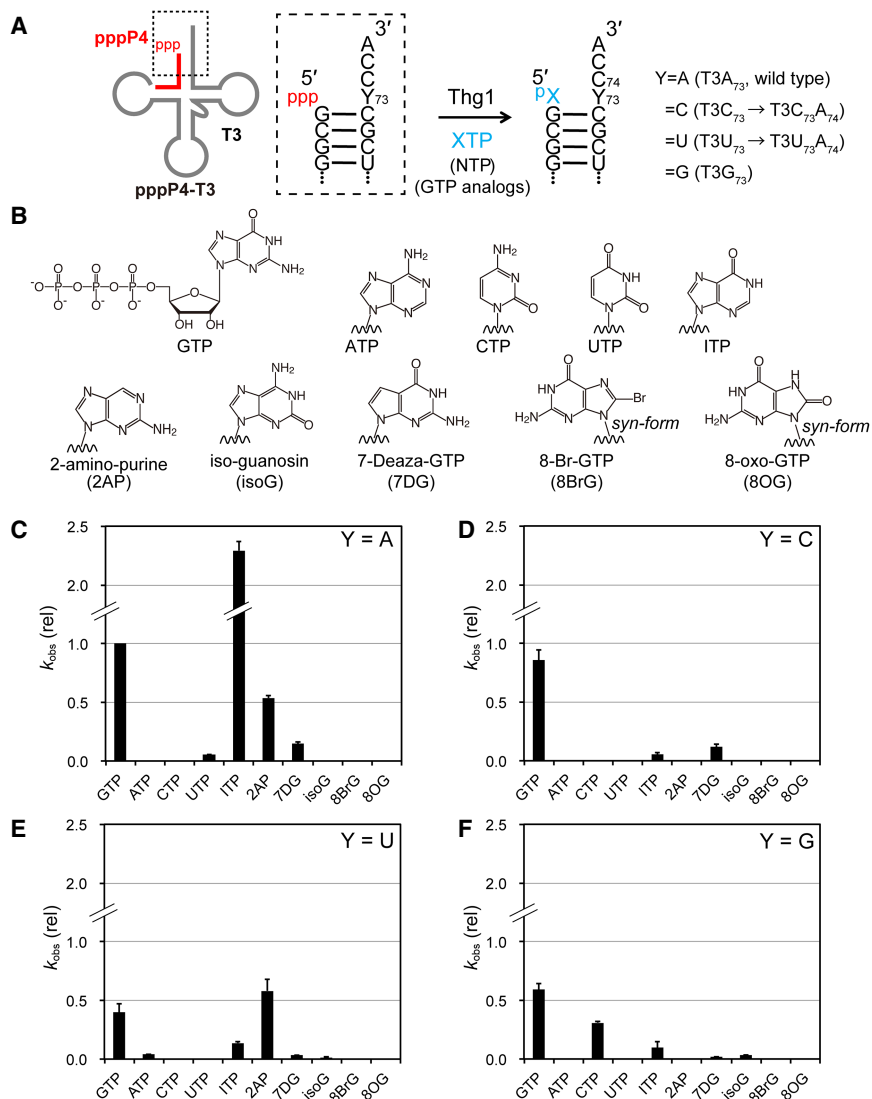 A
pppP4
ppp
T3
pppP4-T3
3′
A
C
C
5′
ppp
Y73
G C
C G
G C
G U
Thg1
XTP
(NTP)
(GTP analogs)
3′
A
C
C74
5′
pX
Y73
G C
C G
G C
G U
Y=A (T3A73, wild type)
=C (T3C73 → T3C73A74)
=U (T3U73 → T3U73A74)
=G (T3G73)
B
GTP
ATP
CTP
UTP
ITP
2-amino-purine
(2AP)
iso-guanosin
(isoG)
7-Deaza-GTP
(7DG)
syn-form
8-Br-GTP
(8BrG)
syn-form
8-oxo-GTP
(8OG)
C
Y = A
kobs (rel)
2.5
2.0
1.0
0.5
0.0
GTP ATP CTP UTP ITP 2AP 7DG isoG 8BrG 8OG
D
Y = C
kobs (rel)
2.5
2.0
1.0
0.5
0.0
GTP ATP CTP UTP ITP 2AP 7DG isoG 8BrG 8OG
E
Y = U
kobs (rel)
2.5
2.0
1.0
0.5
0.0
GTP ATP CTP UTP ITP 2AP 7DG isoG 8BrG 8OG
F
Y = G
kobs (rel)
2.5
2.0
1.0
0.5
0.0
GTP ATP CTP UTP ITP 2AP 7DG isoG 8BrG 8OG